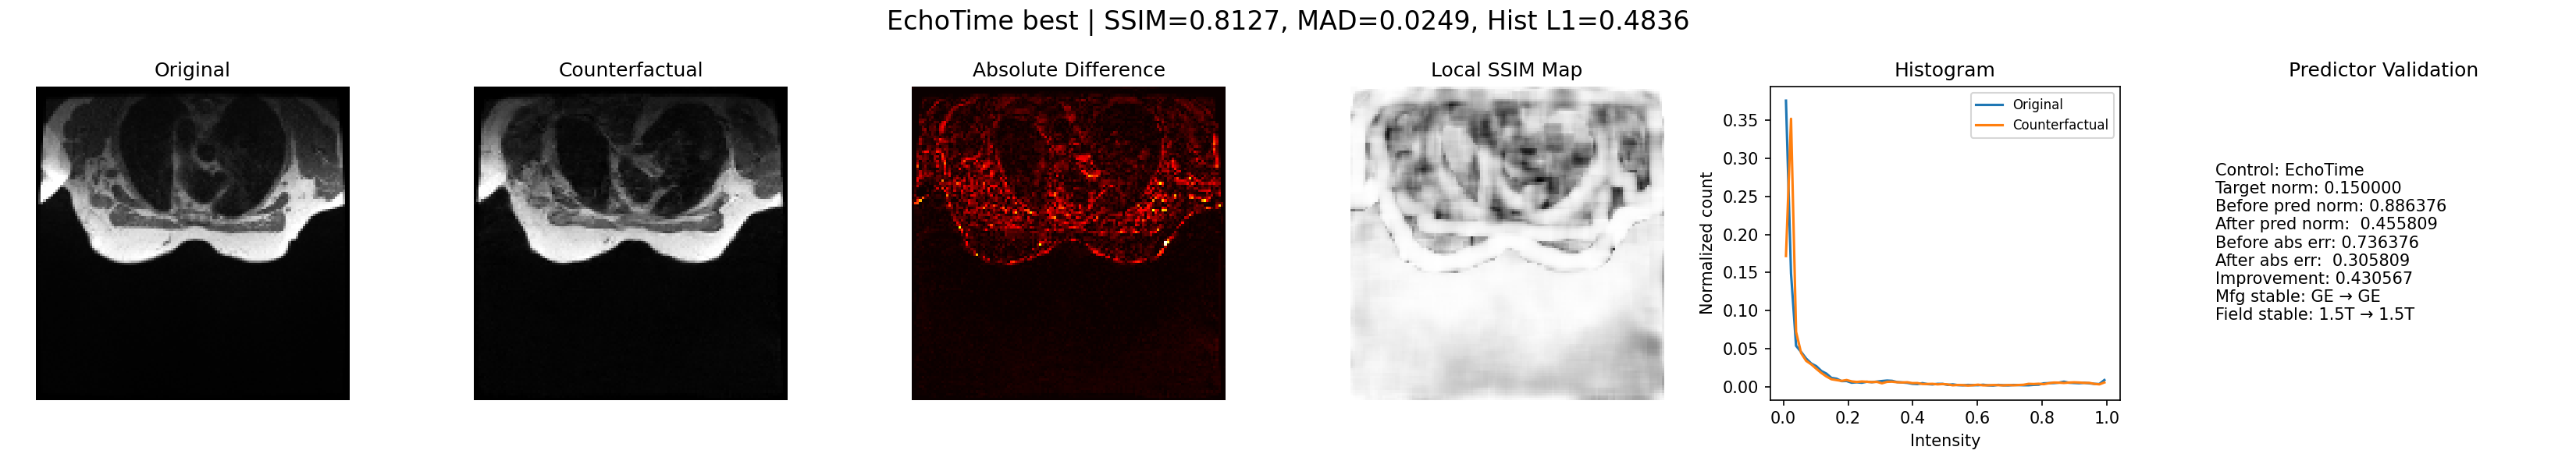 EchoTime best | SSIM=0.8127, MAD=0.0249, Hist L1=0.4836
Original
Counterfactual
Absolute Difference
Local SSIM Map
Histogram
Predictor Validation
Normalized count
0.35
0.30
0.25
0.20
0.15
0.10
0.05
0.00
0.0 0.2 0.4 0.6 0.8 1.0
Intensity
Original
Counterfactual
Control: EchoTime
Target norm: 0.150000
Before pred norm: 0.886376
After pred norm:  0.455809
Before abs err: 0.736376
After abs err:  0.305809
Improvement: 0.430567
Mfg stable: GE → GE
Field stable: 1.5T → 1.5T